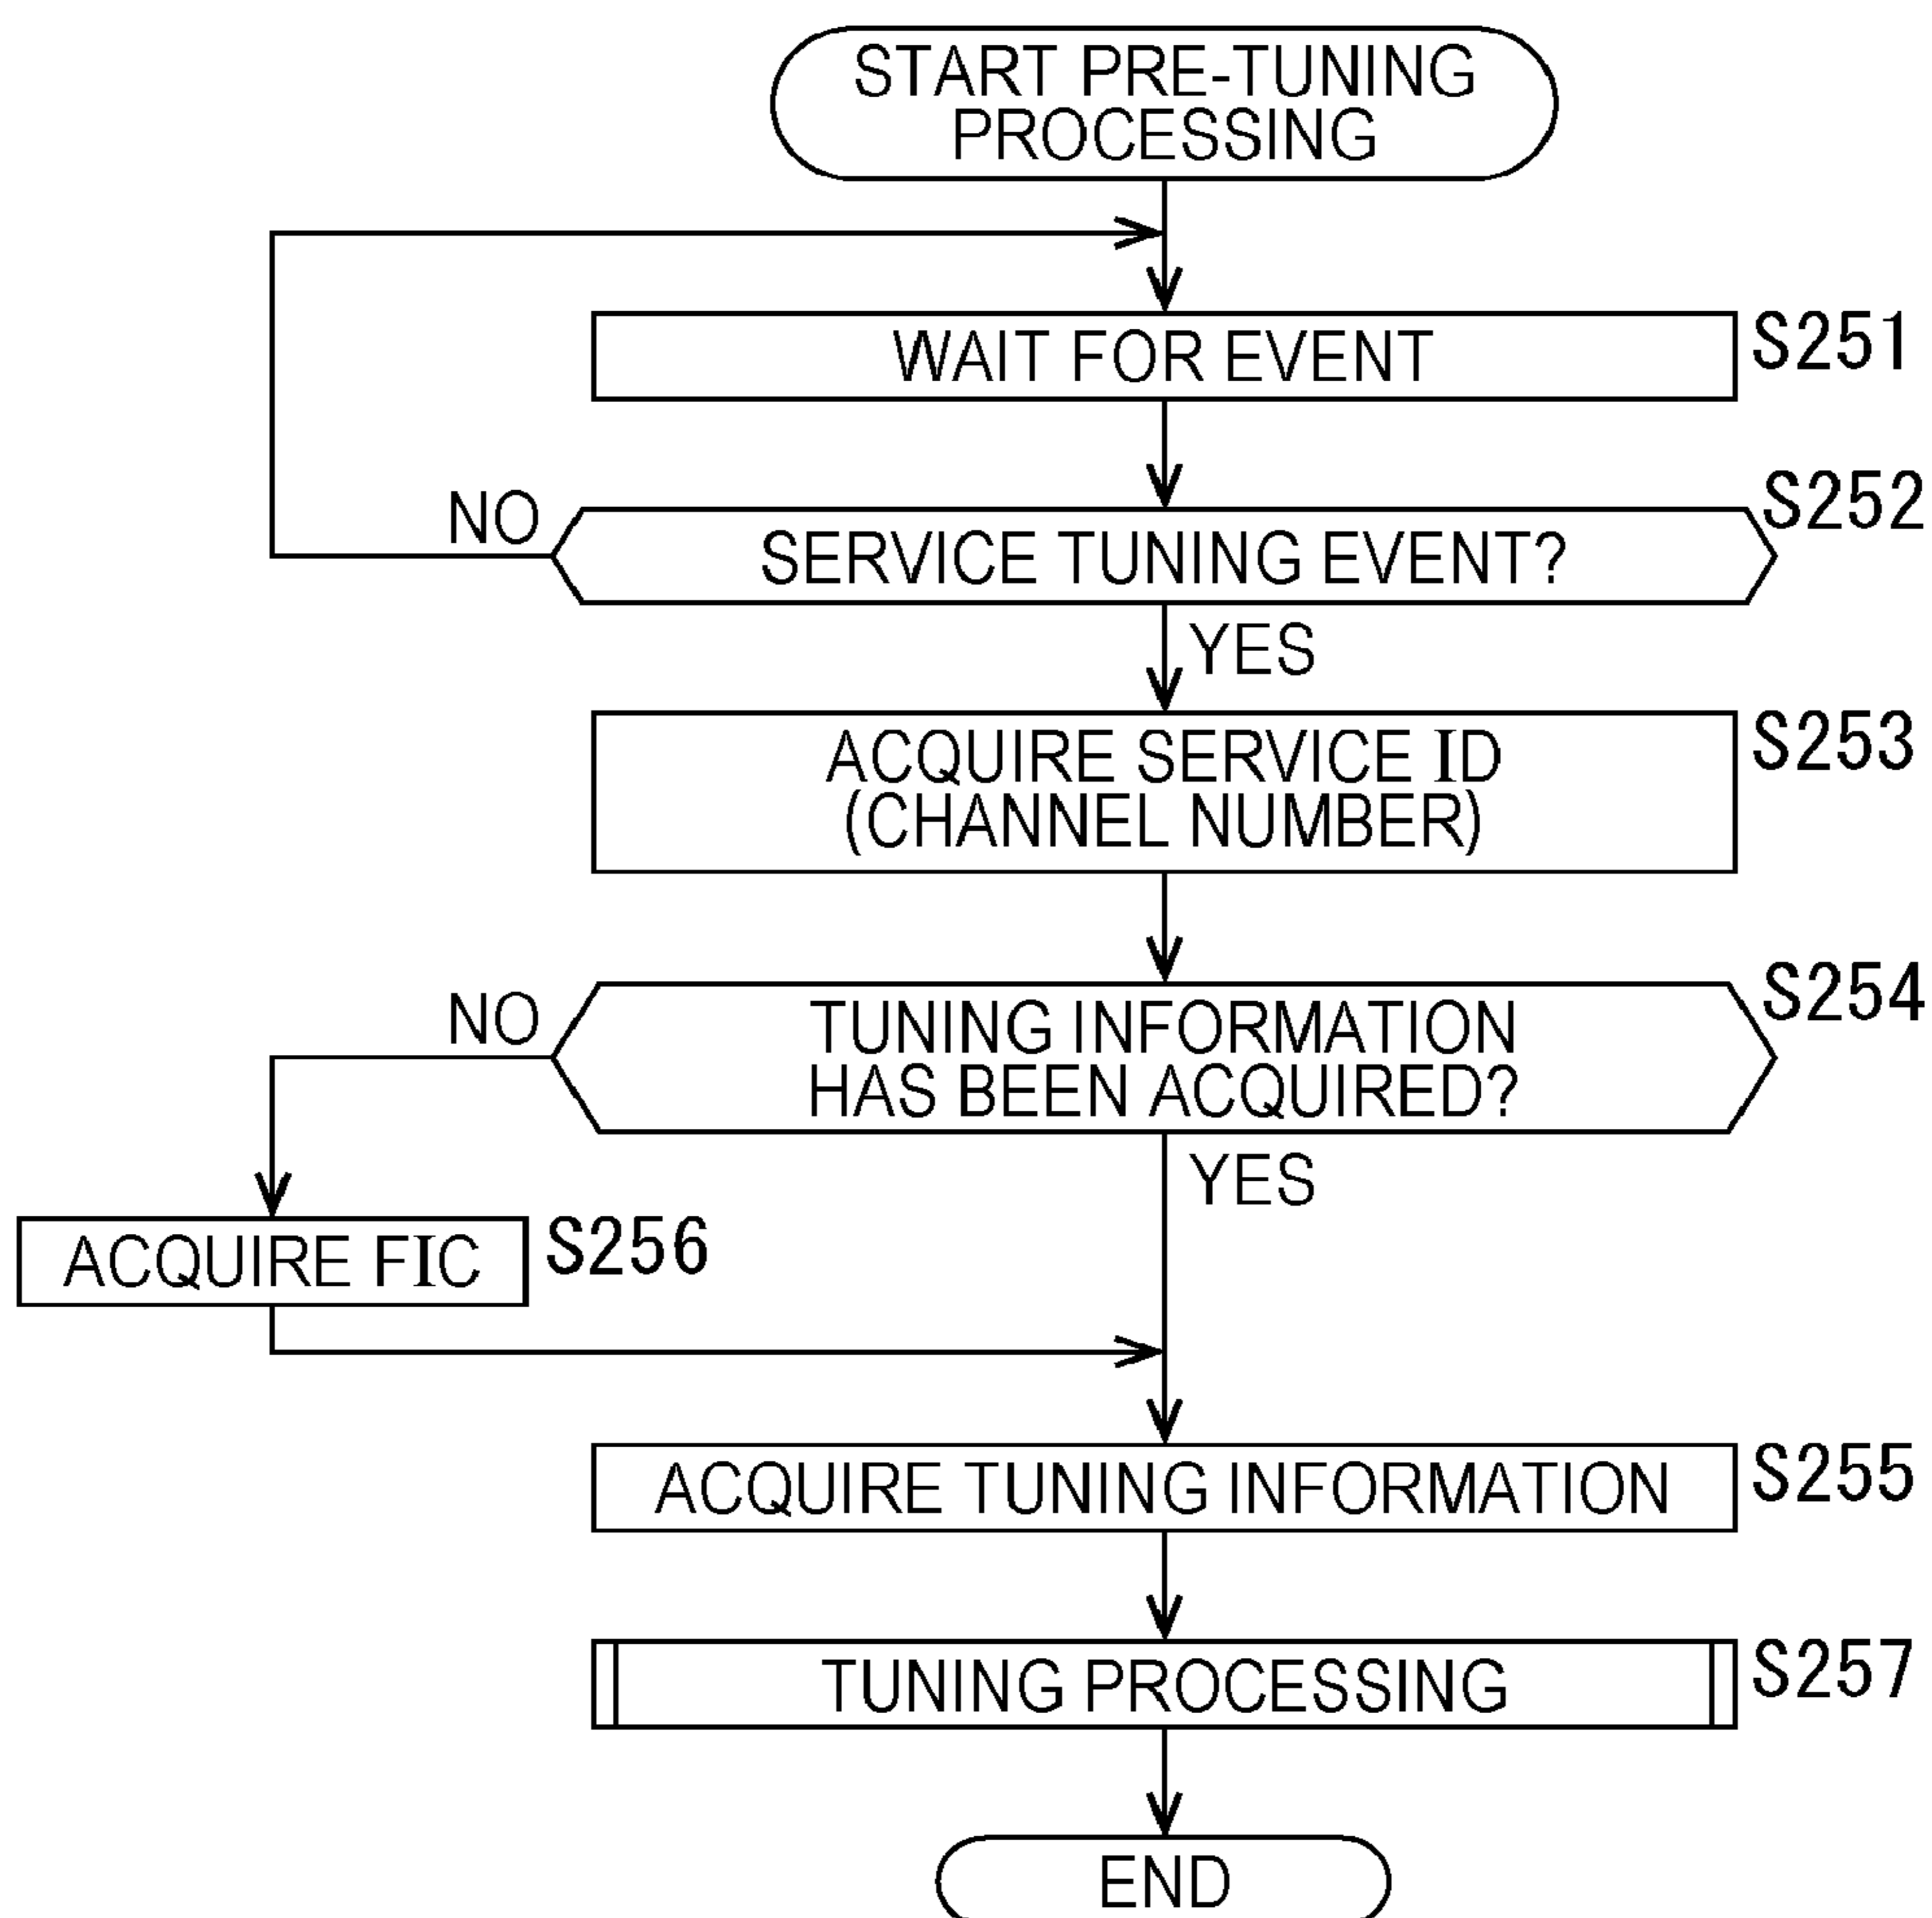 START PRE-TUNING
PROCESSING
WAIT FOR EVENT
S251
NO
SERVICE TUNING EVENT?
S252
YES
ACQUIRE SERVICE ID
(CHANNEL NUMBER)
S253
NO
TUNING INFORMATION
HAS BEEN ACQUIRED?
S254
YES
ACQUIRE FIC
S256
ACQUIRE TUNING INFORMATION
S255
TUNING PROCESSING
S257
END